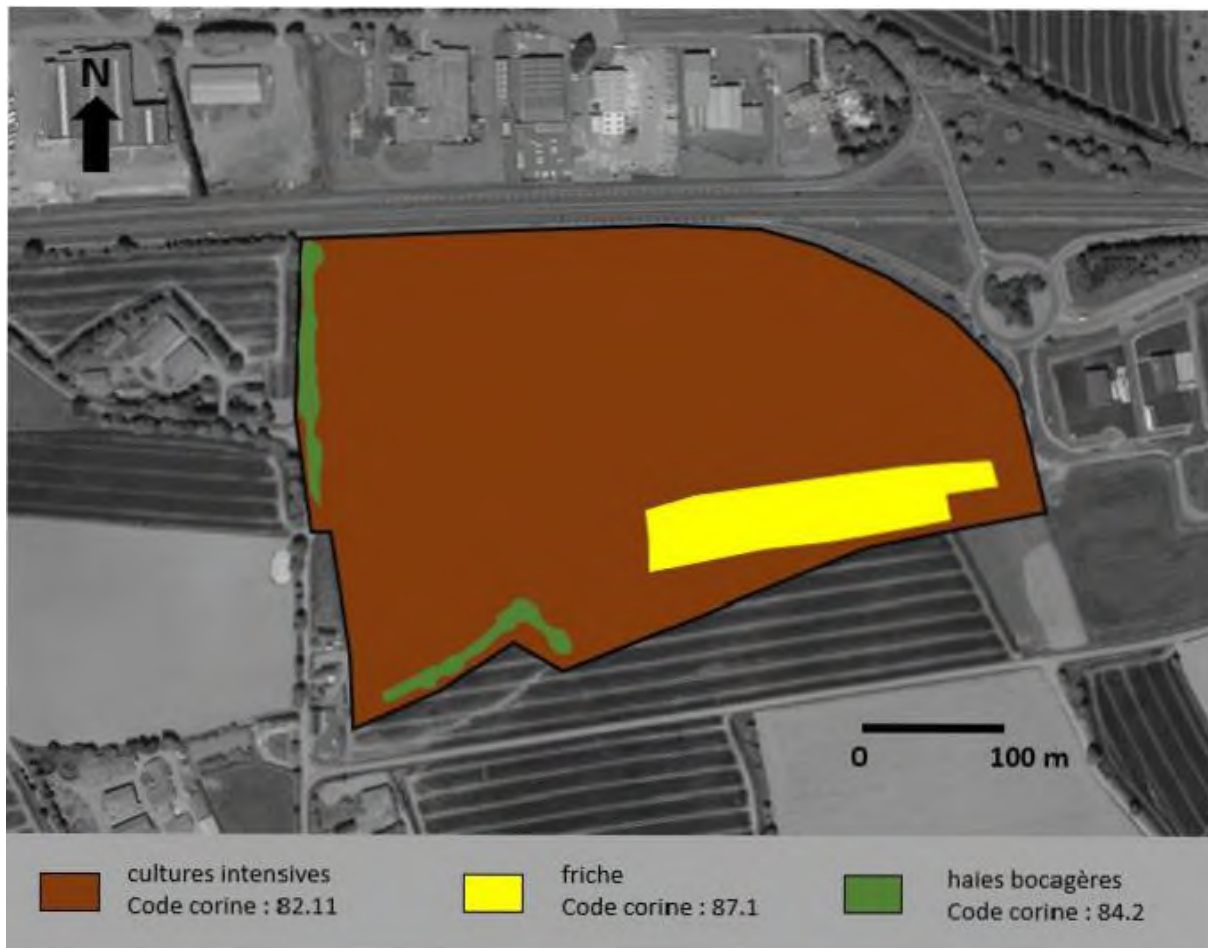 N
0 100 m
cultures intensives
Code corine : 82.11
friche
Code corine : 87.1
haies bocagères
Code corine : 84.2